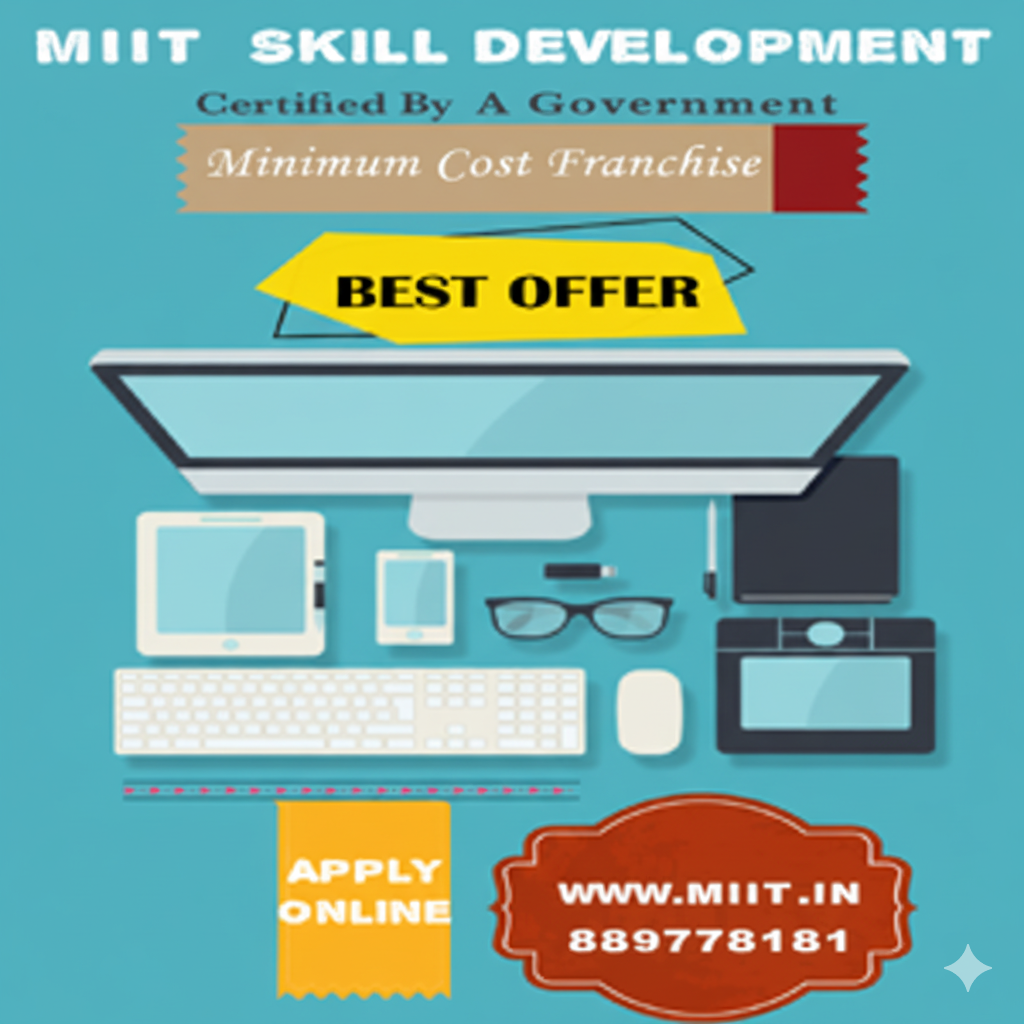 MIIT SKILL DEVELOPMENT
Certified By A Government
Minimum Cost Franchise
BEST OFFER
APPLY
ONLINE
WWW.MIIT.IN
889778181